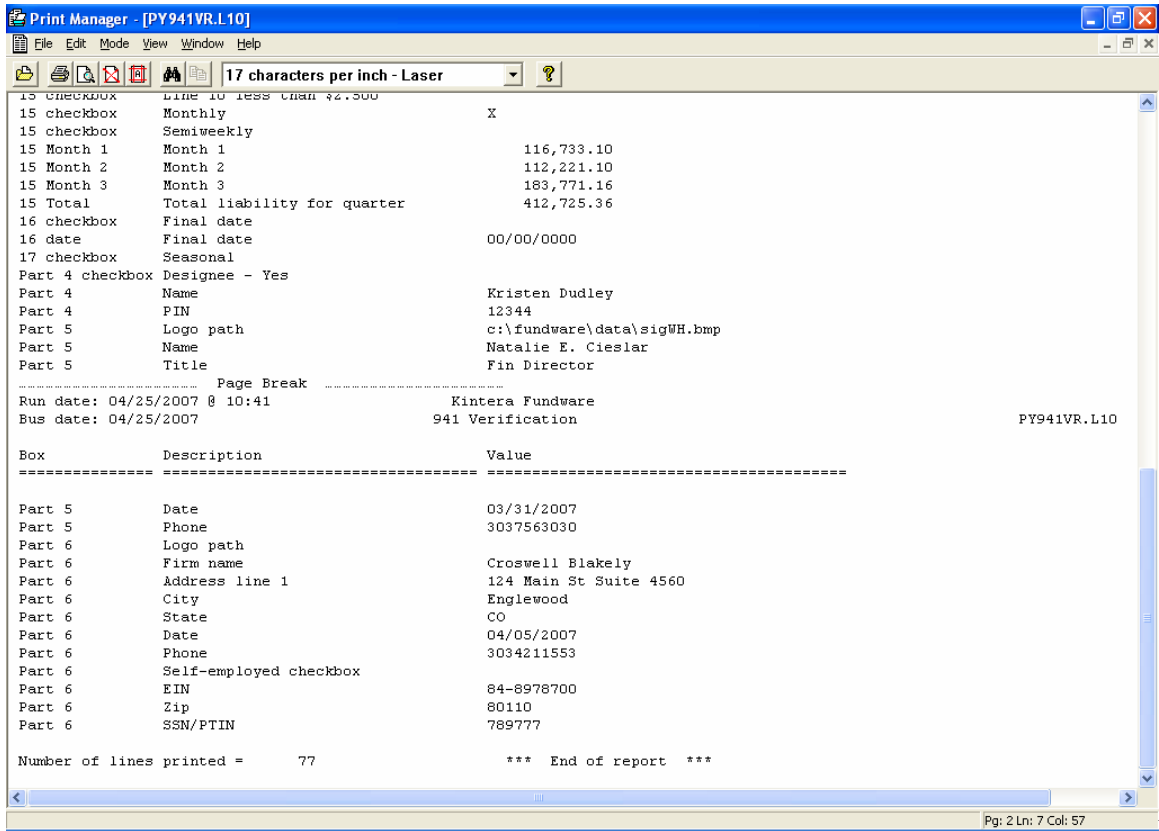 Print Manager - [PY941VR.L10]
File Edit Mode View Window Help
17 characters per inch - Laser
15 checkbox Line 10 less than $2,500
15 checkbox Monthly X
15 checkbox Semiweekly
15 Month 1 Month 1 116,733.10
15 Month 2 Month 2 112,221.10
15 Month 3 Month 3 183,771.16
15 Total Total liability for quarter 412,725.36
16 checkbox Final date
16 date Final date 00/00/0000
17 checkbox Seasonal
Part 4 checkbox Designee - Yes
Part 4 Name Kristen Dudley
Part 4 PIN 12344
Part 5 Logo path c:\fundware\data\sigWH.bmp
Part 5 Name Natalie E. Cieslar
Part 5 Title Fin Director
Page Break
Run date: 04/25/2007 @ 10:41 Kintera Fundware
Bus date: 04/25/2007 941 Verification PY941VR.L10
Box Description Value
=============== =================================== ========================================
Part 5 Date 03/31/2007
Part 5 Phone 3037563030
Part 6 Logo path
Part 6 Firm name Croswell Blakely
Part 6 Address line 1 124 Main St Suite 4560
Part 6 City Englewood
Part 6 State CO
Part 6 Date 04/05/2007
Part 6 Phone 3034211553
Part 6 Self-employed checkbox
Part 6 EIN 84-8978700
Part 6 Zip 80110
Part 6 SSN/PTIN 789777
Number of lines printed = 77 *** End of report ***
Pg: 2 Ln: 7 Col: 57